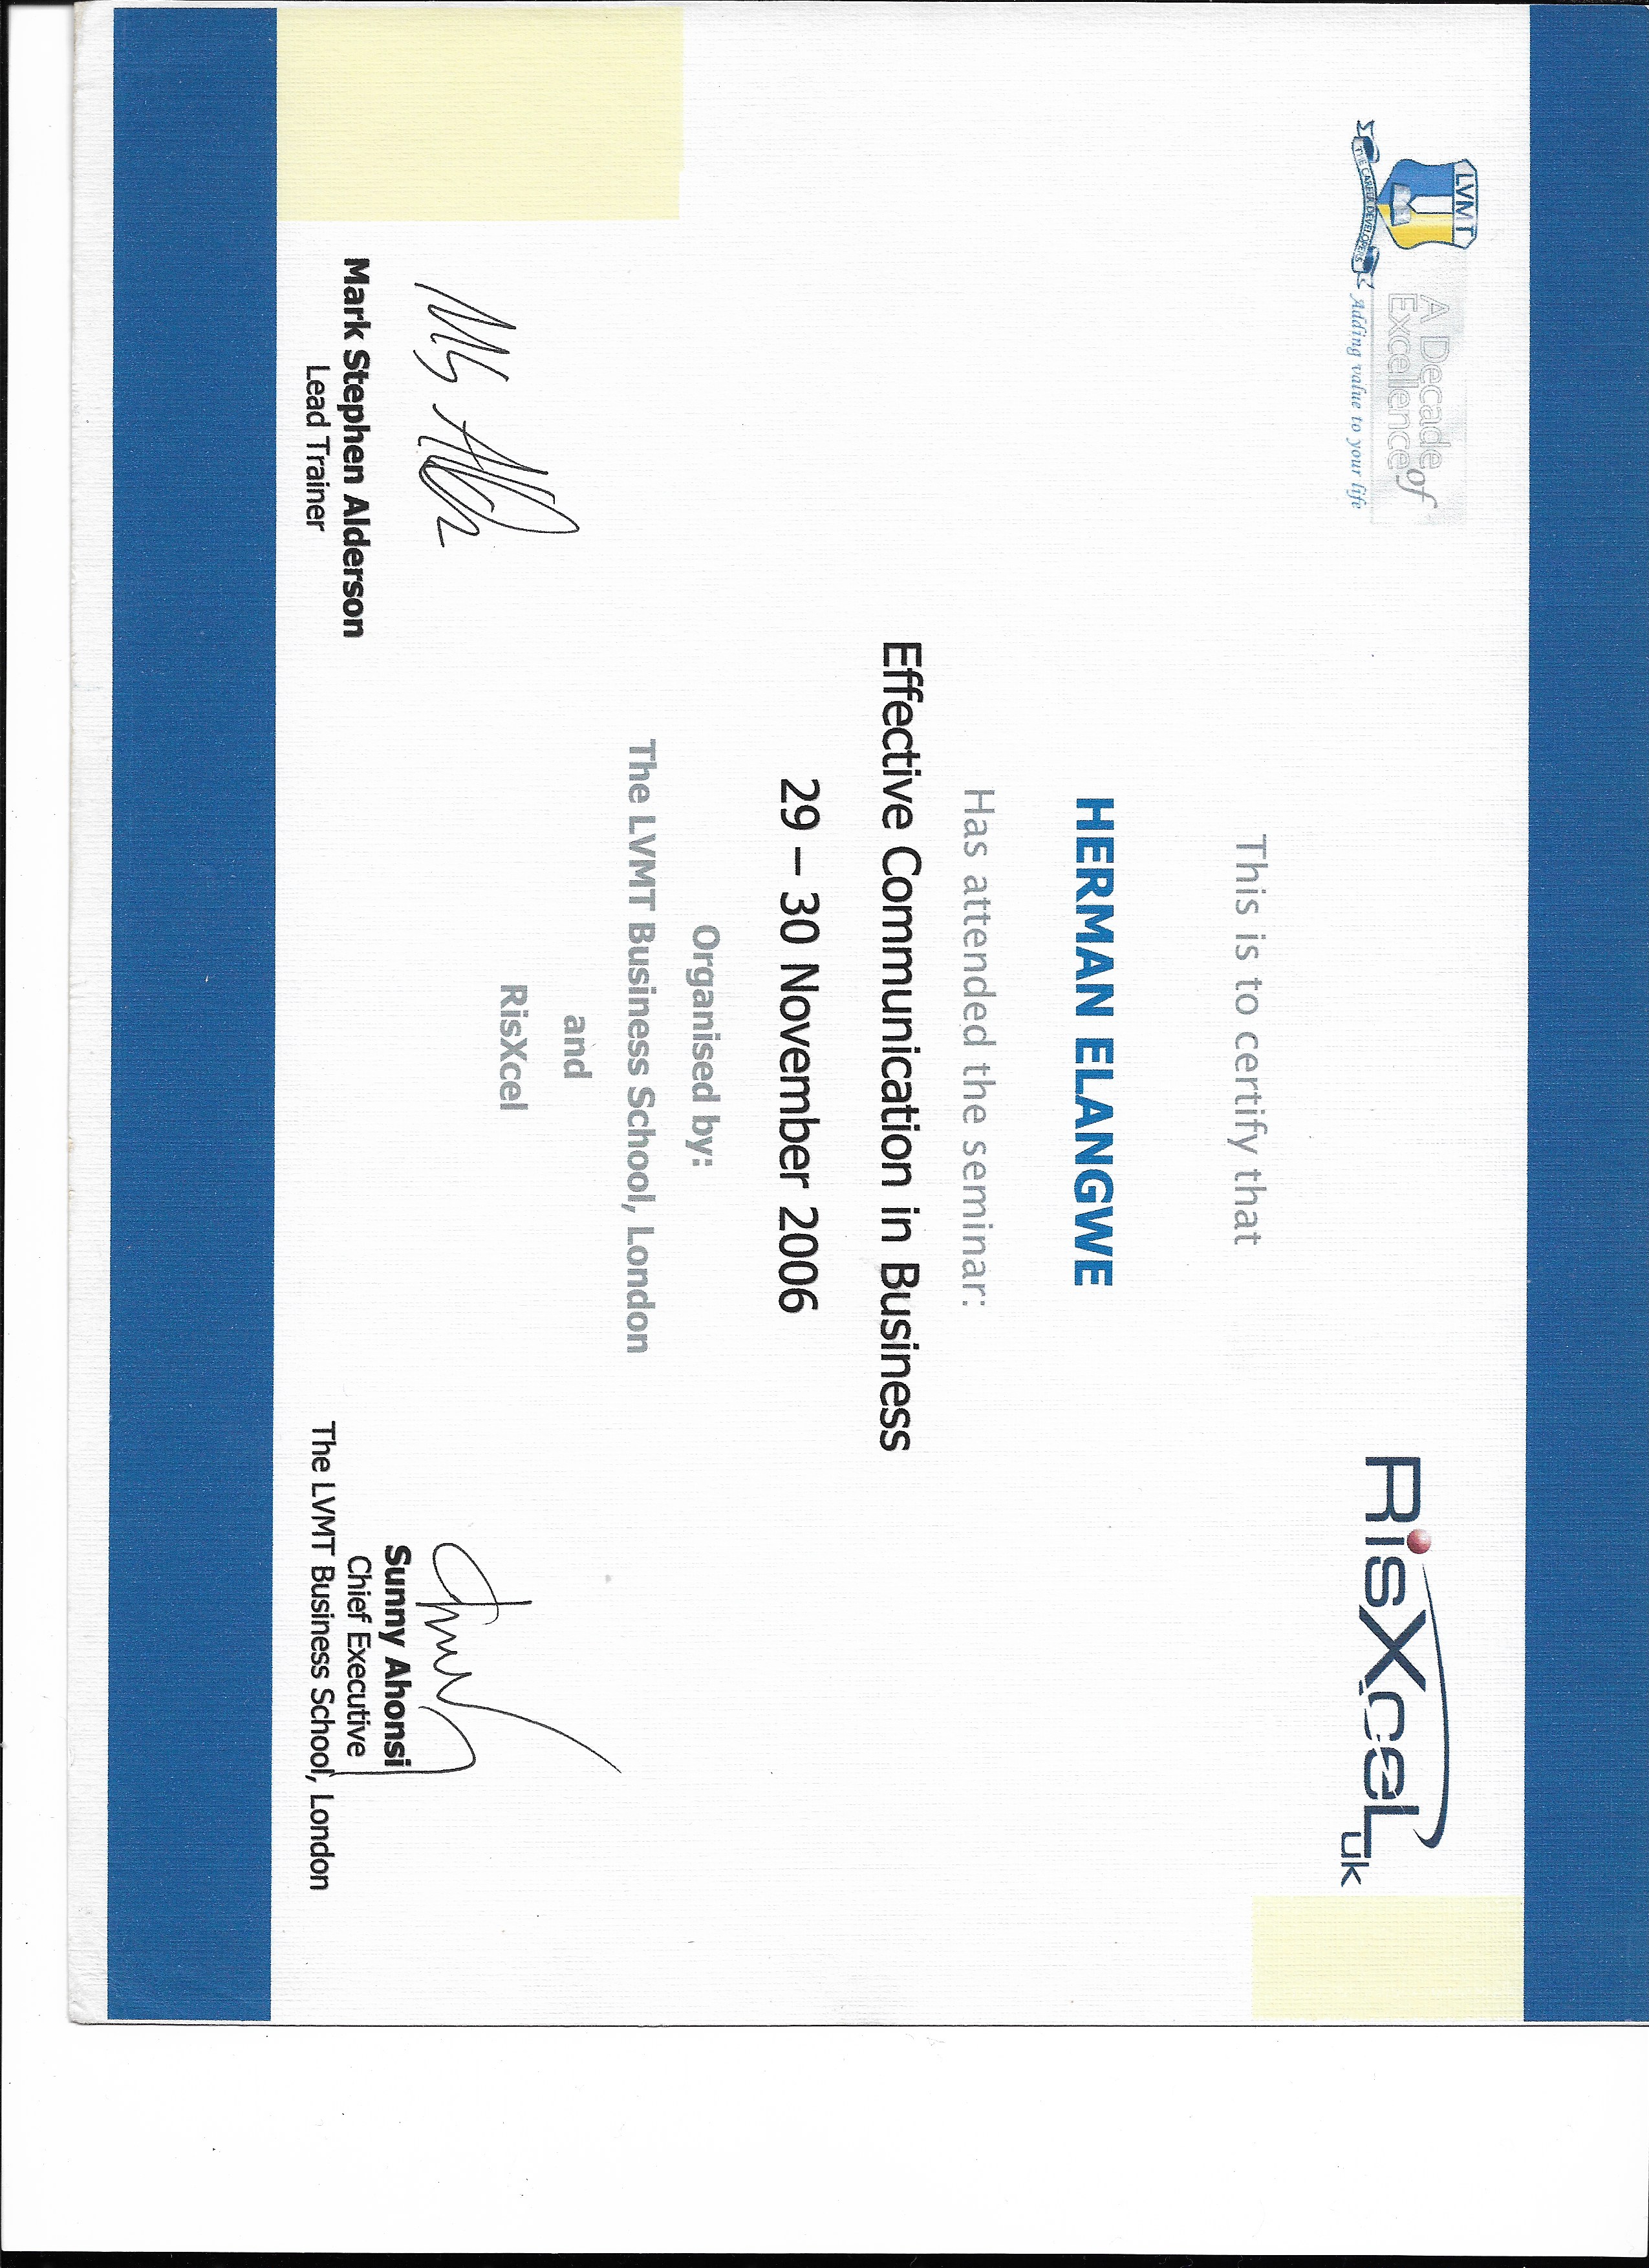 LVMT
THE CAREER DEVELOPERS
A Decade of
Excellence
Adding value to your life
RisXceL
uk
This is to certify that
HERMAN ELANGWE
Has attended the seminar:
Effective Communication in Business
29 – 30 November 2006
Organised by:
The LVMT Business School, London
and
RisXcel
Mark Stephen Alderson
Lead Trainer
Sunny Ahonsi
Chief Executive
The LVMT Business School, London